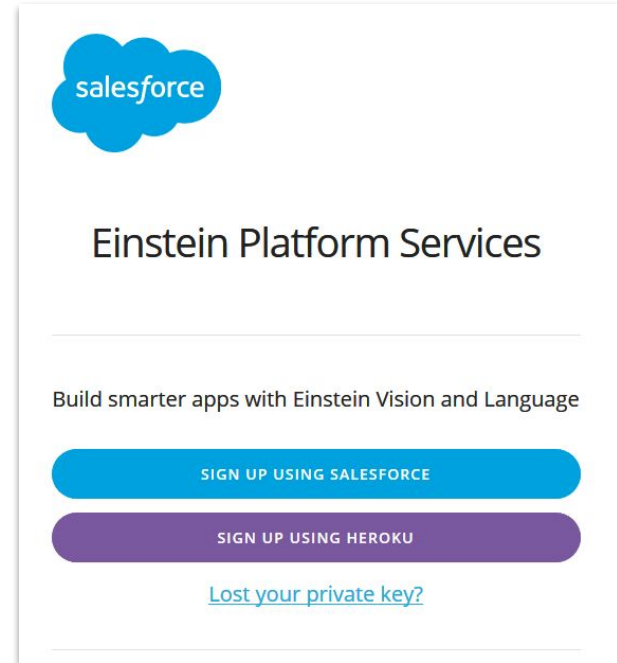 salesforce
Einstein Platform Services
Build smarter apps with Einstein Vision and Language
SIGN UP USING SALESFORCE
SIGN UP USING HEROKU
Lost your private key?